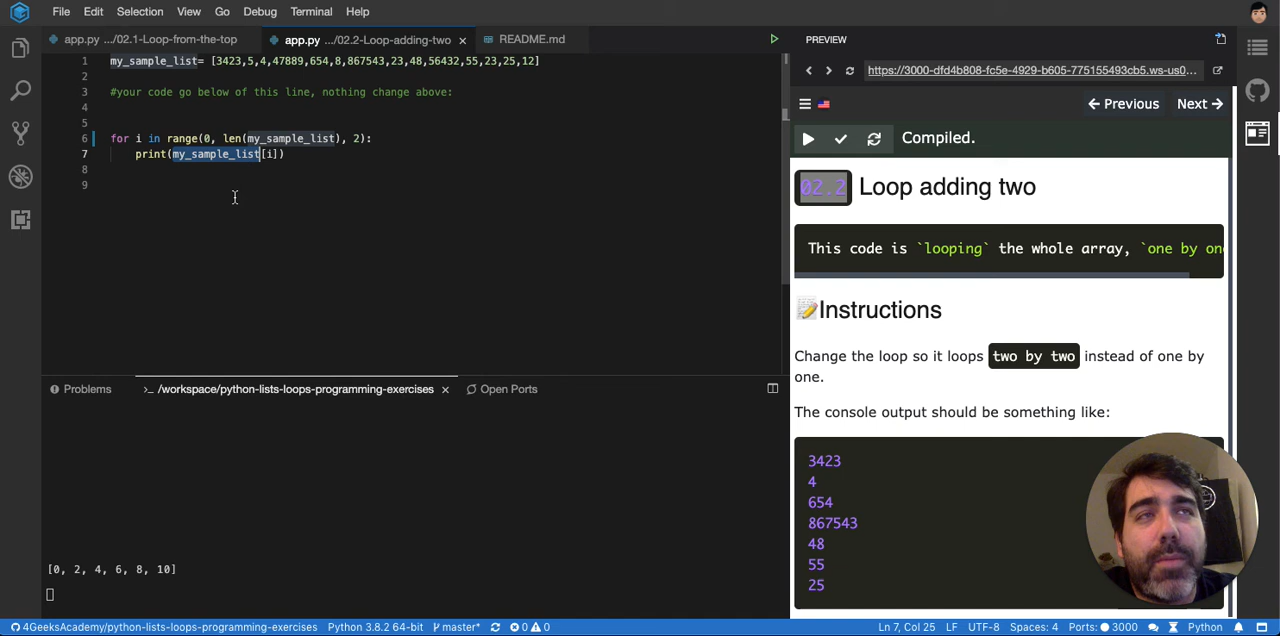 File Edit Selection View Go Debug Terminal Help
app.py .../02.1-Loop-from-the-top app.py .../02.2-Loop-adding-two × README.md
1 my_sample_list= [3423,5,4,47889,654,8,867543,23,48,56432,55,23,25,12]
2
3 #your code go below of this line, nothing change above:
4
5
6 for i in range(0, len(my_sample_list), 2):
7 print(my_sample_list[i])
8
9
Problems >_ /workspace/python-lists-loops-programming-exercises × Open Ports
[0, 2, 4, 6, 8, 10]
PREVIEW
https://3000-dfd4b808-fc5e-4929-b605-775155493cb5.ws-us0...
← Previous Next →
Compiled.
02.2 Loop adding two
This code is `looping` the whole array, `one by on
📝Instructions
Change the loop so it loops two by two instead of one by
one.
The console output should be something like:
3423
4
654
867543
48
55
25
4GeeksAcademy/python-lists-loops-programming-exercises Python 3.8.2 64-bit master* 0 0 Ln 7, Col 25 LF UTF-8 Spaces: 4 Ports: 3000 Python